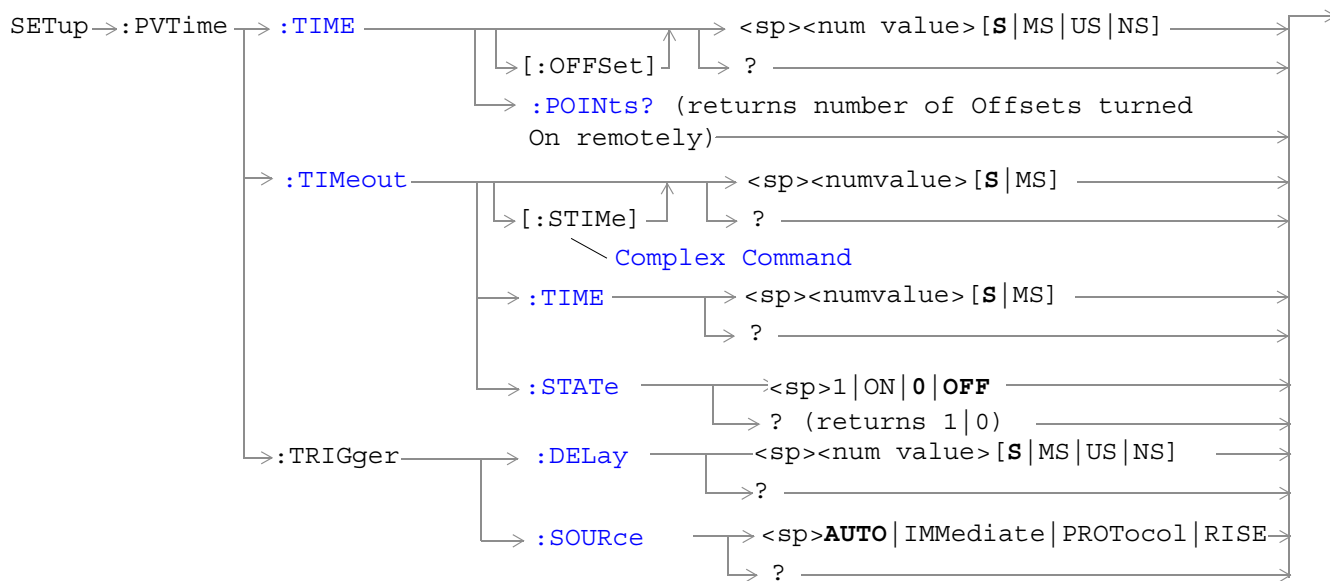 SETup :PVTime :TIME <sp><num value>[S|MS|US|NS]
[:OFFSet] ?
:POINts? (returns number of Offsets turned
On remotely)
:TIMeout <sp><numvalue>[S|MS]
[:STIMe] ?
Complex Command
:TIME <sp><numvalue>[S|MS]
?
:STATe <sp>1|ON|0|OFF
? (returns 1|0)
:TRIGger :DELay <sp><num value>[S|MS|US|NS]
?
:SOURce <sp>AUTO|IMMediate|PROTocol|RISE
?